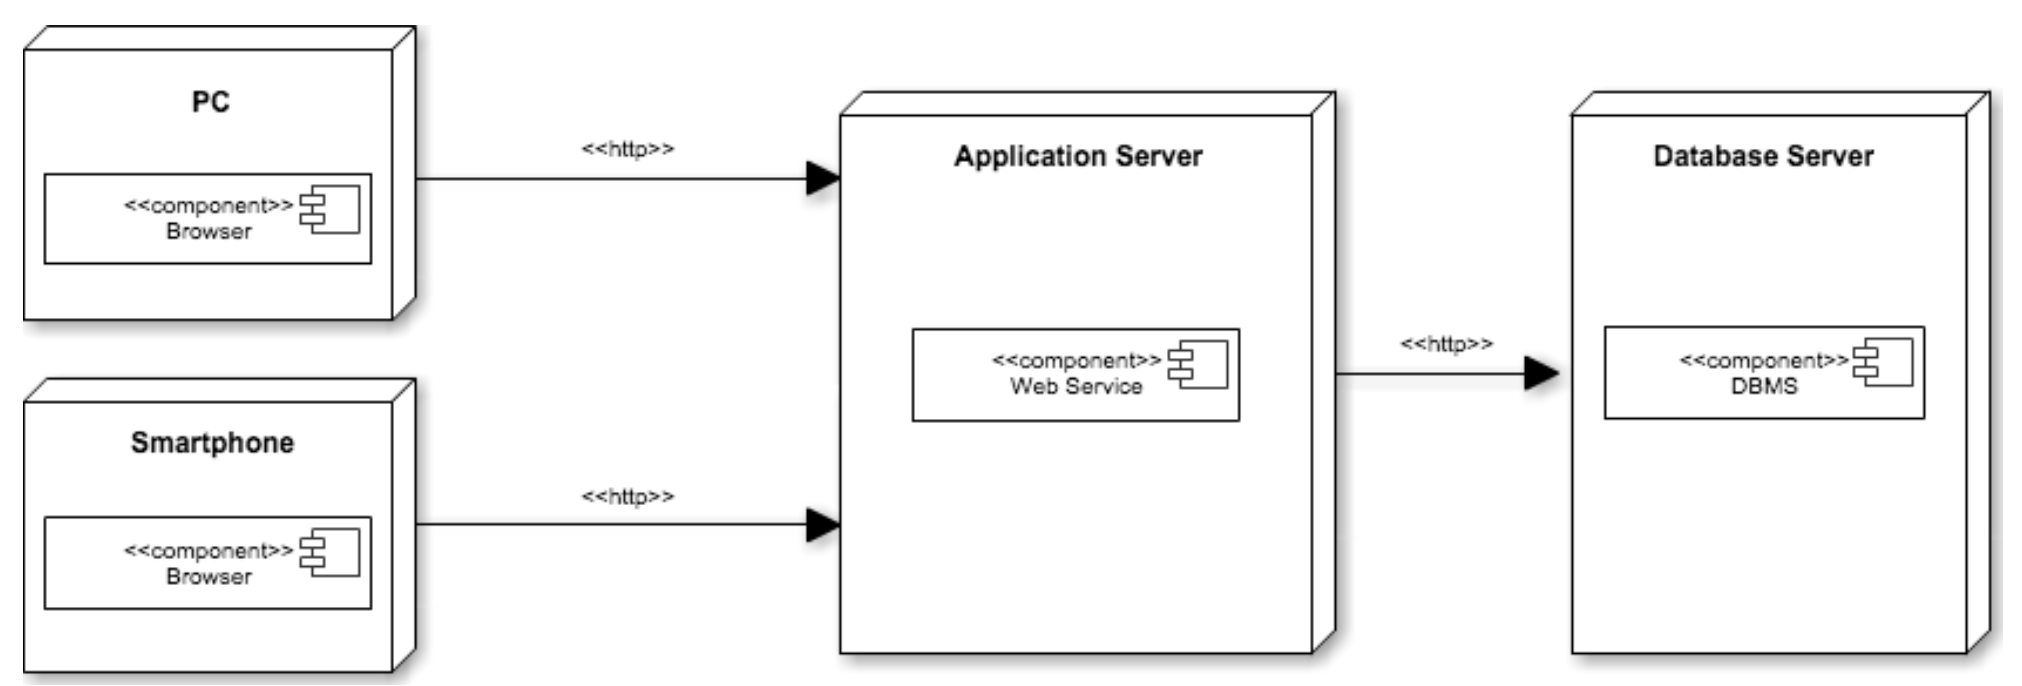 PC
<<component>>
Browser
<<http>>
Smartphone
<<component>>
Browser
<<http>>
Application Server
<<component>>
Web Service
<<http>>
Database Server
<<component>>
DBMS